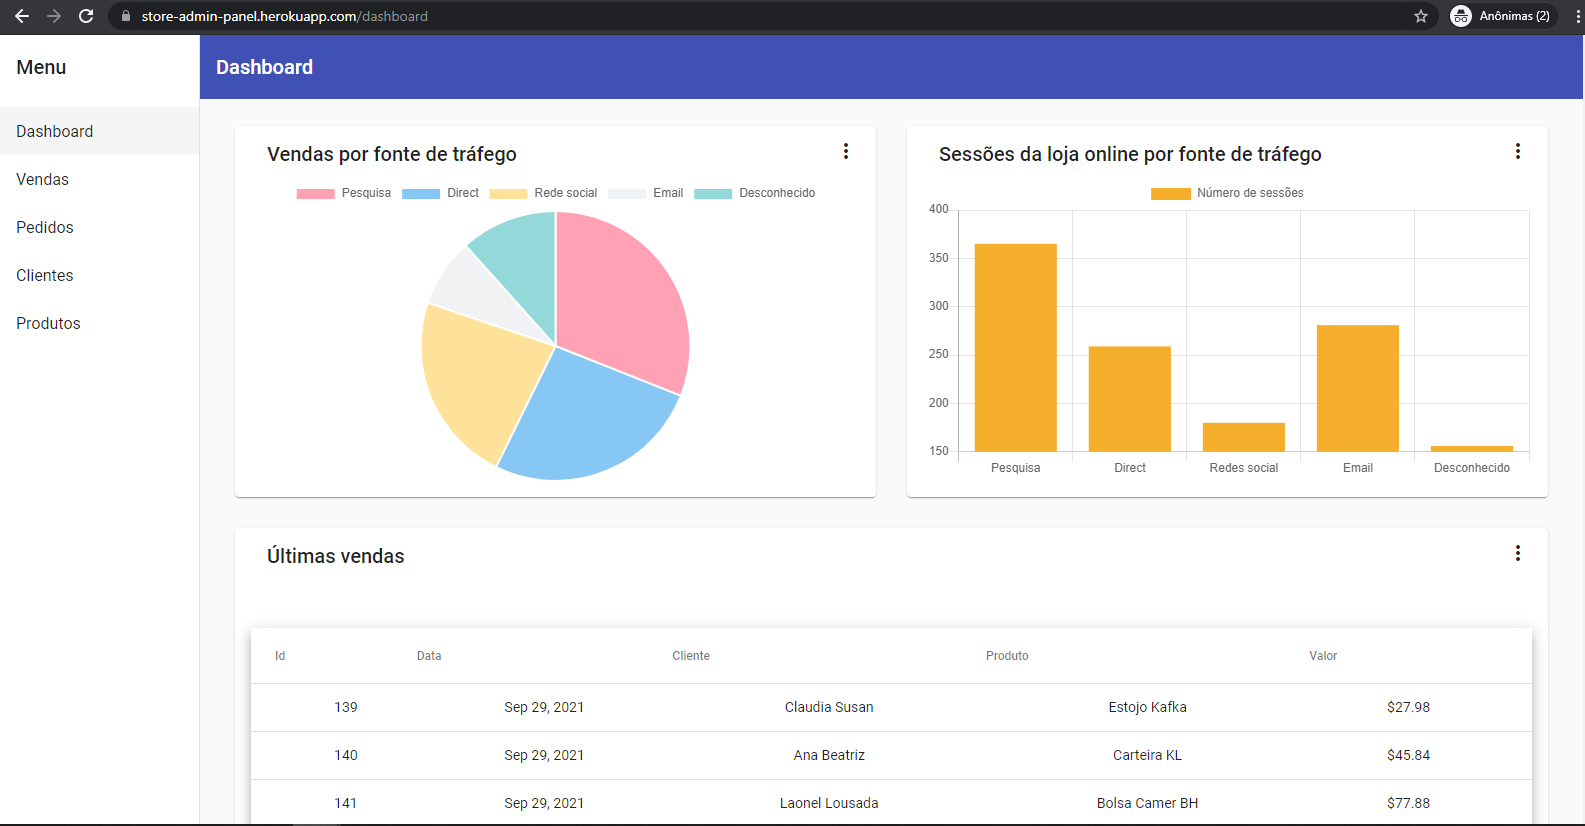 store-admin-panel.herokuapp.com/dashboard
Anônimas (2)
Menu
Dashboard
Dashboard
Vendas
Pedidos
Clientes
Produtos
Vendas por fonte de tráfego
Pesquisa Direct Rede social Email Desconhecido
Sessões da loja online por fonte de tráfego
Número de sessões
400
350
300
250
200
150
Pesquisa Direct Redes social Email Desconhecido
Últimas vendas
Id Data Cliente Produto Valor
139 Sep 29, 2021 Claudia Susan Estojo Kafka $27.98
140 Sep 29, 2021 Ana Beatriz Carteira KL $45.84
141 Sep 29, 2021 Laonel Lousada Bolsa Camer BH $77.88